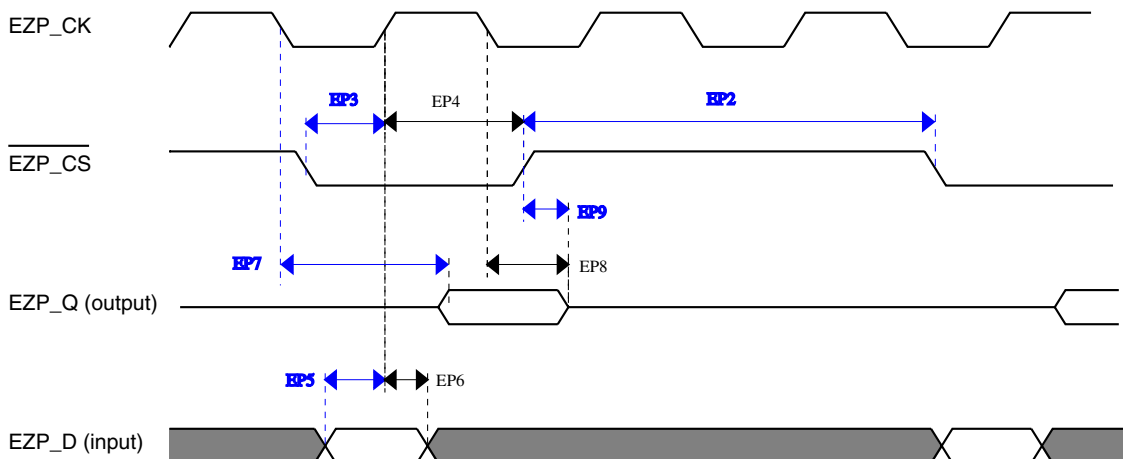 EZP_CK
EP3
EP4
EP2
EZP_CS
EP9
EP7
EP8
EZP_Q (output)
EP5
EP6
EZP_D (input)